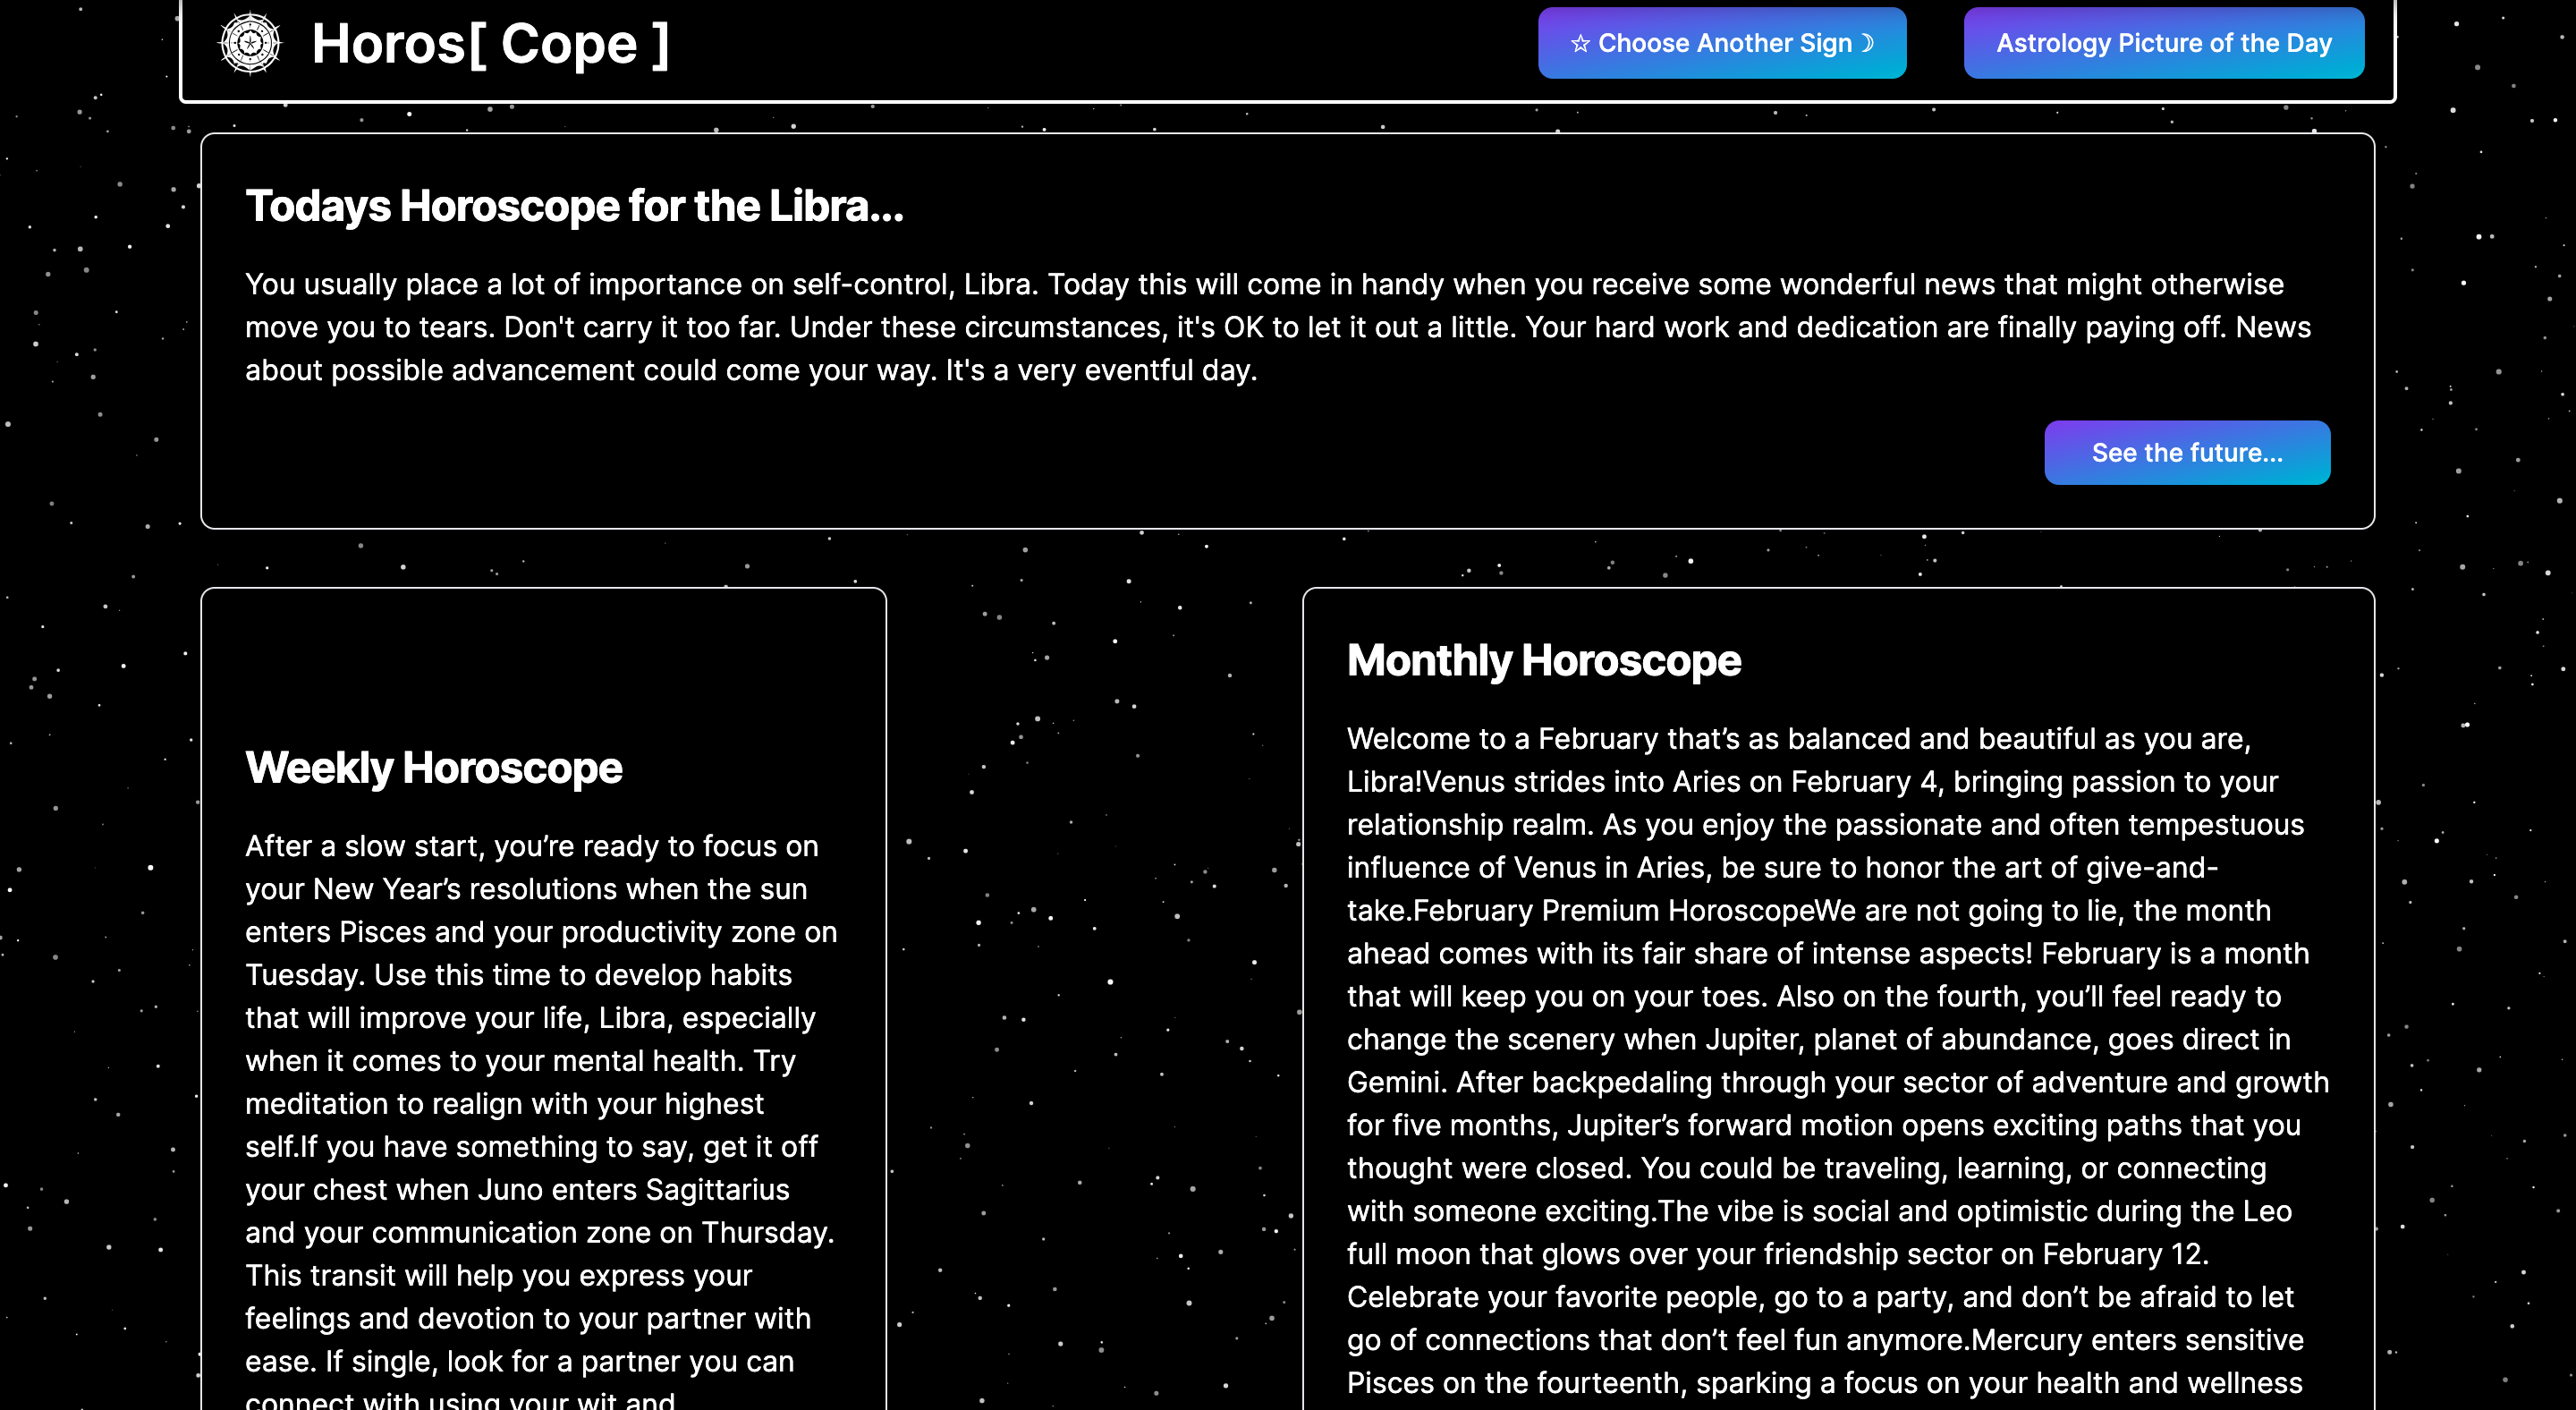 Horos[ Cope ]
☆ Choose Another Sign ☽
Astrology Picture of the Day
Todays Horoscope for the Libra...
You usually place a lot of importance on self-control, Libra. Today this will come in handy when you receive some wonderful news that might otherwise
move you to tears. Don't carry it too far. Under these circumstances, it's OK to let it out a little. Your hard work and dedication are finally paying off. News
about possible advancement could come your way. It's a very eventful day.
See the future...
Weekly Horoscope
After a slow start, you’re ready to focus on
your New Year’s resolutions when the sun
enters Pisces and your productivity zone on
Tuesday. Use this time to develop habits
that will improve your life, Libra, especially
when it comes to your mental health. Try
meditation to realign with your highest
self.If you have something to say, get it off
your chest when Juno enters Sagittarius
and your communication zone on Thursday.
This transit will help you express your
feelings and devotion to your partner with
ease. If single, look for a partner you can
connect with using your wit and
Monthly Horoscope
Welcome to a February that’s as balanced and beautiful as you are,
Libra!Venus strides into Aries on February 4, bringing passion to your
relationship realm. As you enjoy the passionate and often tempestuous
influence of Venus in Aries, be sure to honor the art of give-and-
take.February Premium HoroscopeWe are not going to lie, the month
ahead comes with its fair share of intense aspects! February is a month
that will keep you on your toes. Also on the fourth, you’ll feel ready to
change the scenery when Jupiter, planet of abundance, goes direct in
Gemini. After backpedaling through your sector of adventure and growth
for five months, Jupiter’s forward motion opens exciting paths that you
thought were closed. You could be traveling, learning, or connecting
with someone exciting.The vibe is social and optimistic during the Leo
full moon that glows over your friendship sector on February 12.
Celebrate your favorite people, go to a party, and don’t be afraid to let
go of connections that don’t feel fun anymore.Mercury enters sensitive
Pisces on the fourteenth, sparking a focus on your health and wellness